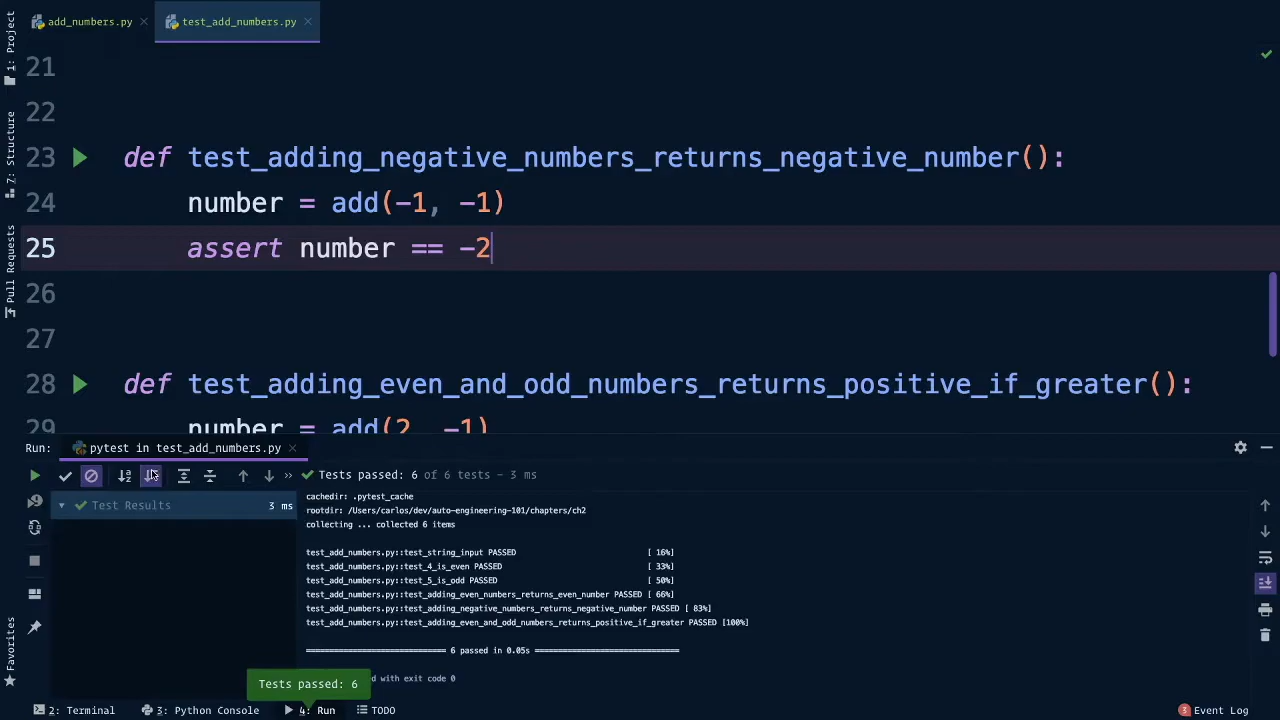 add_numbers.py
test_add_numbers.py
1: Project
7: Structure
Pull Requests
Favorites
21
22
23 def test_adding_negative_numbers_returns_negative_number():
24 number = add(-1, -1)
25 assert number == -2
26
27
28 def test_adding_even_and_odd_numbers_returns_positive_if_greater():
29 number = add(2, -1)
Run: pytest in test_add_numbers.py
» Tests passed: 6 of 6 tests – 3 ms
Test Results 3 ms
cachedir: .pytest_cache
rootdir: /Users/carlos/dev/auto-engineering-101/chapters/ch2
collecting ... collected 6 items
test_add_numbers.py::test_string_input PASSED [ 16%]
test_add_numbers.py::test_4_is_even PASSED [ 33%]
test_add_numbers.py::test_5_is_odd PASSED [ 50%]
test_add_numbers.py::test_adding_even_numbers_returns_even_number PASSED [ 66%]
test_add_numbers.py::test_adding_negative_numbers_returns_negative_number PASSED [ 83%]
test_add_numbers.py::test_adding_even_and_odd_numbers_returns_positive_if_greater PASSED [100%]
============================ 6 passed in 0.05s =============================
d with exit code 0
Tests passed: 6
2: Terminal 3: Python Console 4: Run TODO 3 Event Log